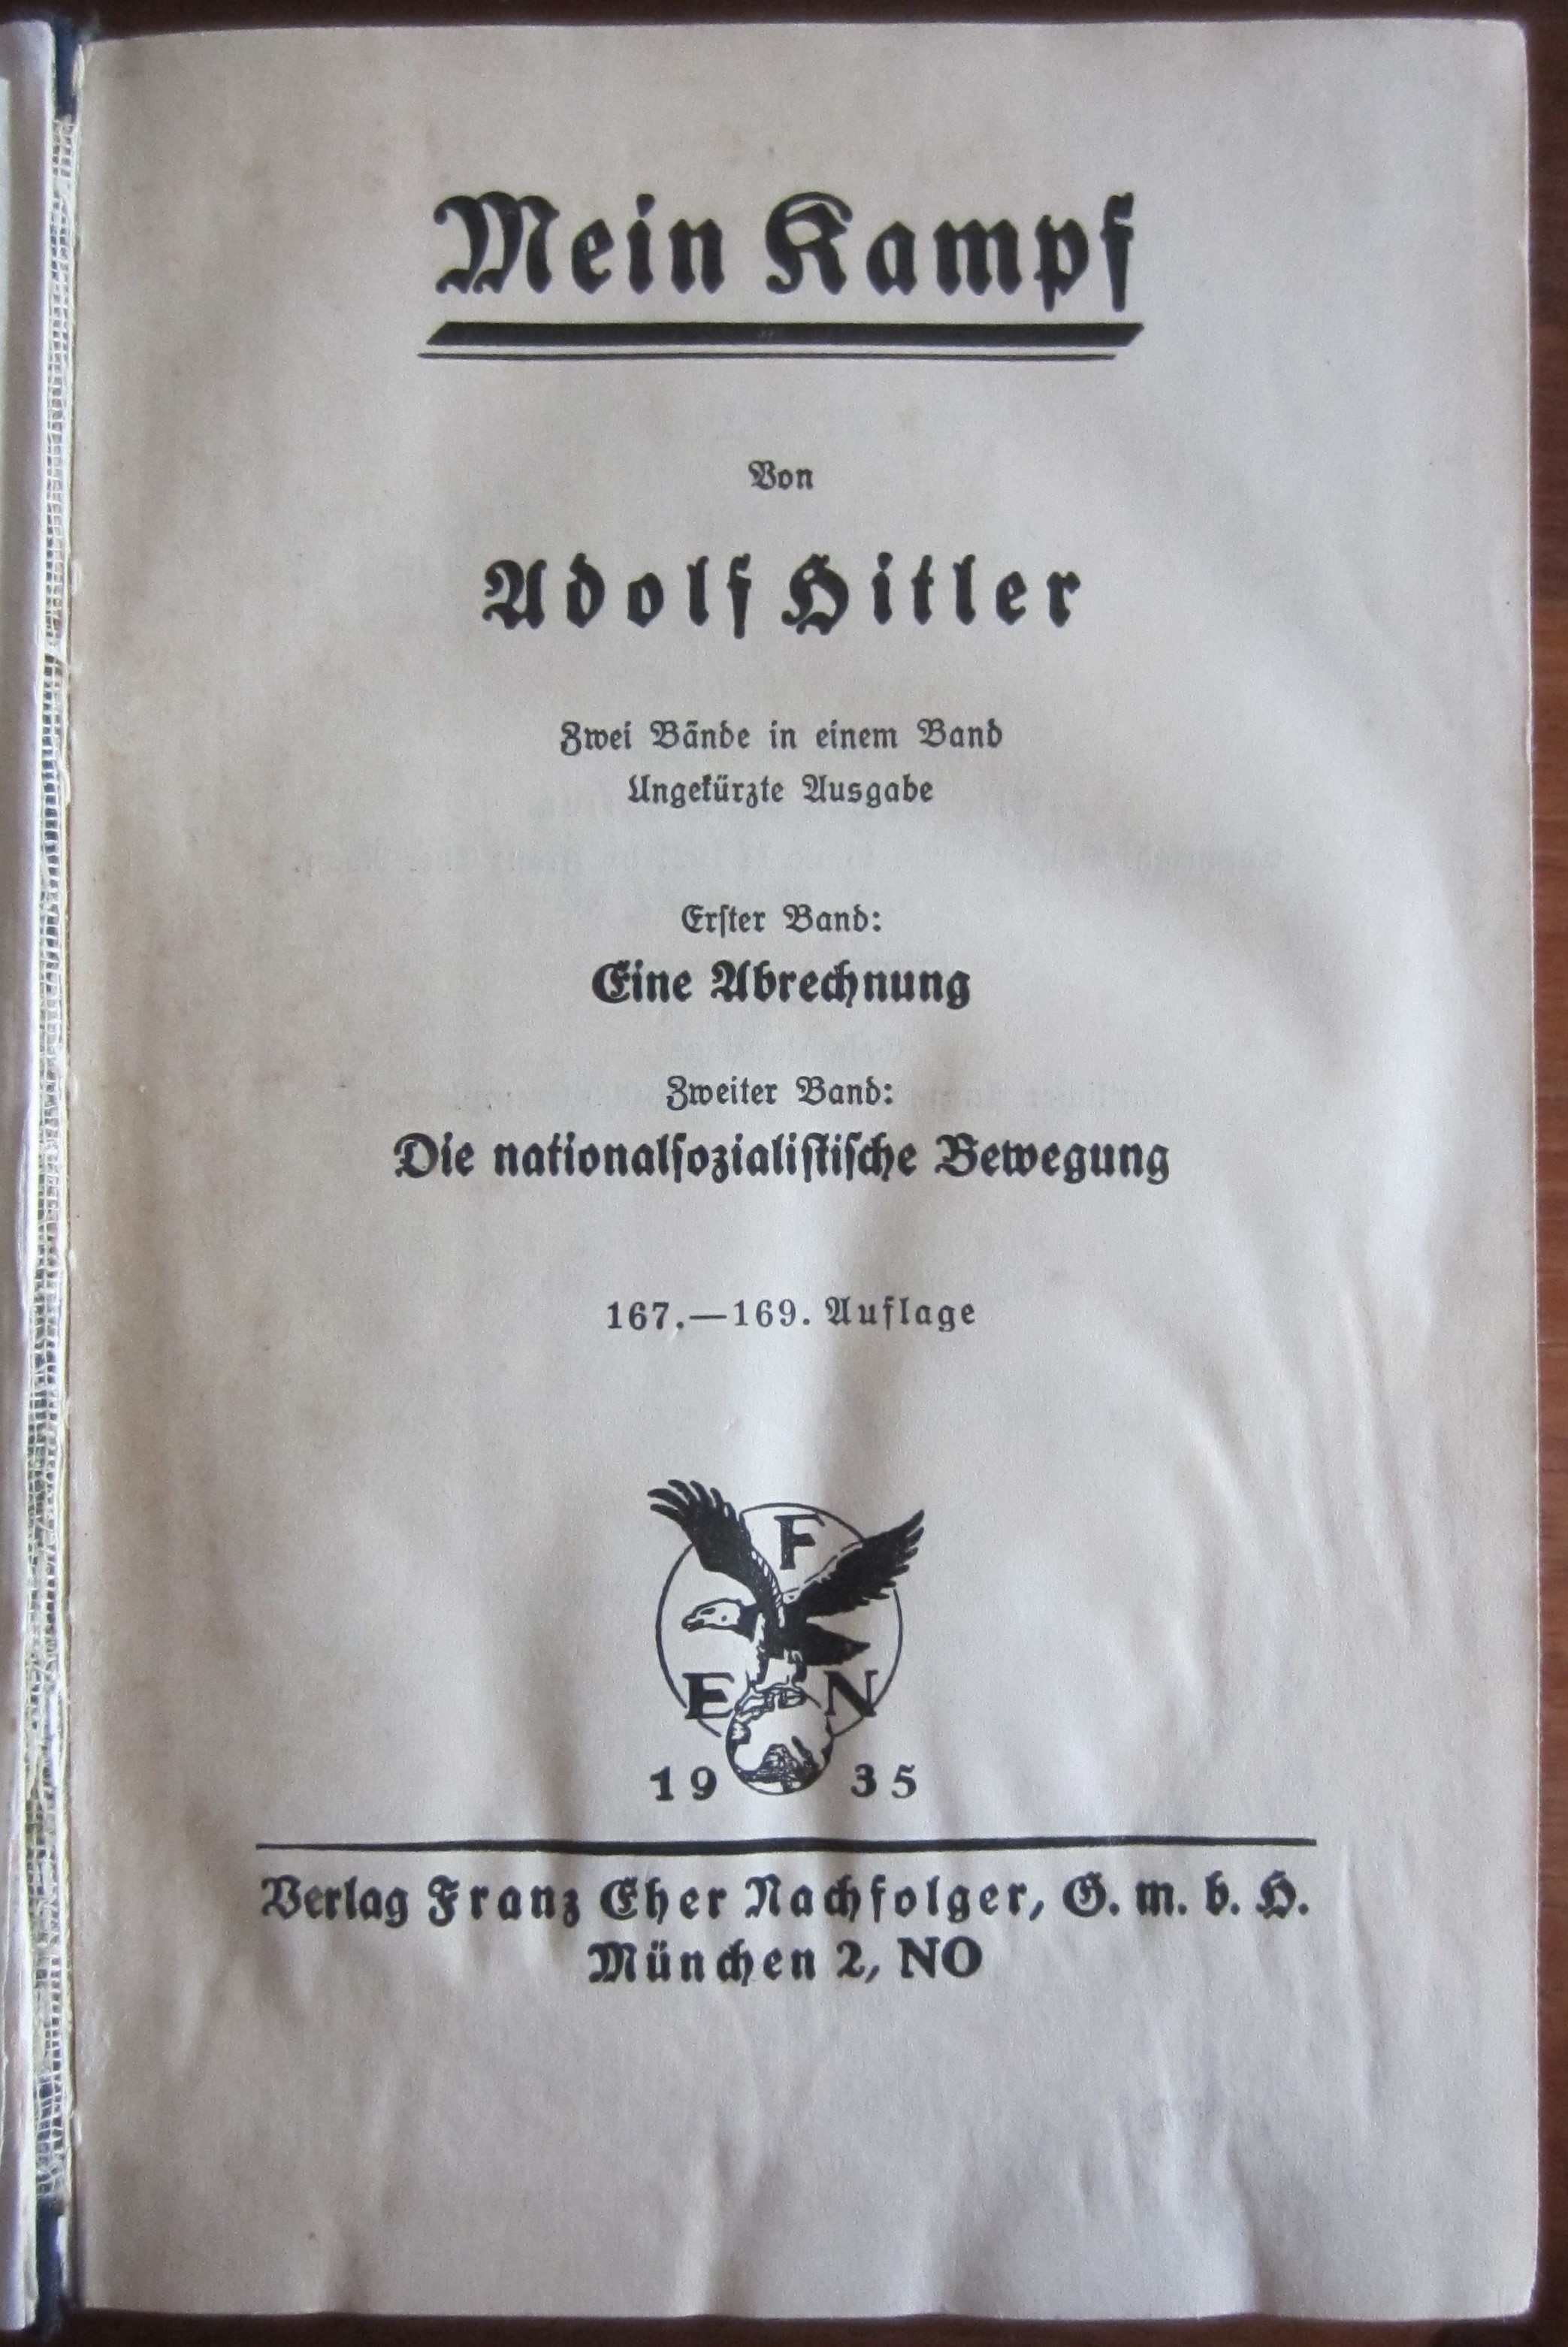 Mein Kampf
Von
Adolf Hitler
Zwei Bände in einem Band
Ungekürzte Ausgabe
Erſter Band:
Eine Abrechnung
Zweiter Band:
Die nationalſozialiſtiſche Bewegung
167.—169. Auflage
F
E N
19 35
Verlag Franz Eher Nachfolger, G. m. b. H.
München 2, NO